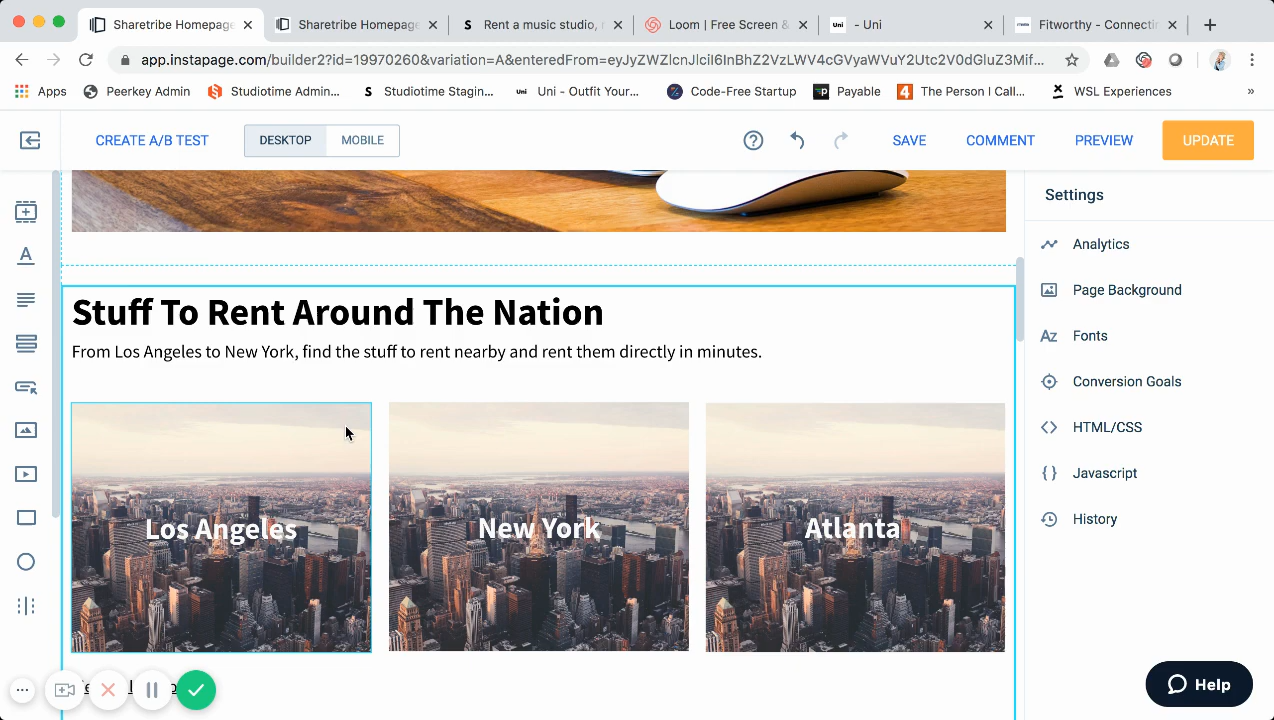 Sharetribe Homepage
Sharetribe Homepage
Rent a music studio, r
Loom | Free Screen &
Uni - Uni
Fitworthy - Connectin
app.instapage.com/builder2?id=19970260&variation=A&enteredFrom=eyJyZWZlcnJlciI6InBhZ2VzLWV4cGVyaWVuY2Utc2V0dGluZ3Mif...
Apps
Peerkey Admin
Studiotime Admin...
S Studiotime Stagin...
Uni Uni - Outfit Your...
Code-Free Startup
Payable
4 The Person I Call...
WSL Experiences
»
CREATE A/B TEST
DESKTOP
MOBILE
SAVE
COMMENT
PREVIEW
UPDATE
Settings
Analytics
Page Background
Fonts
Conversion Goals
HTML/CSS
Javascript
History
Stuff To Rent Around The Nation
From Los Angeles to New York, find the stuff to rent nearby and rent them directly in minutes.
Los Angeles
New York
Atlanta
Help